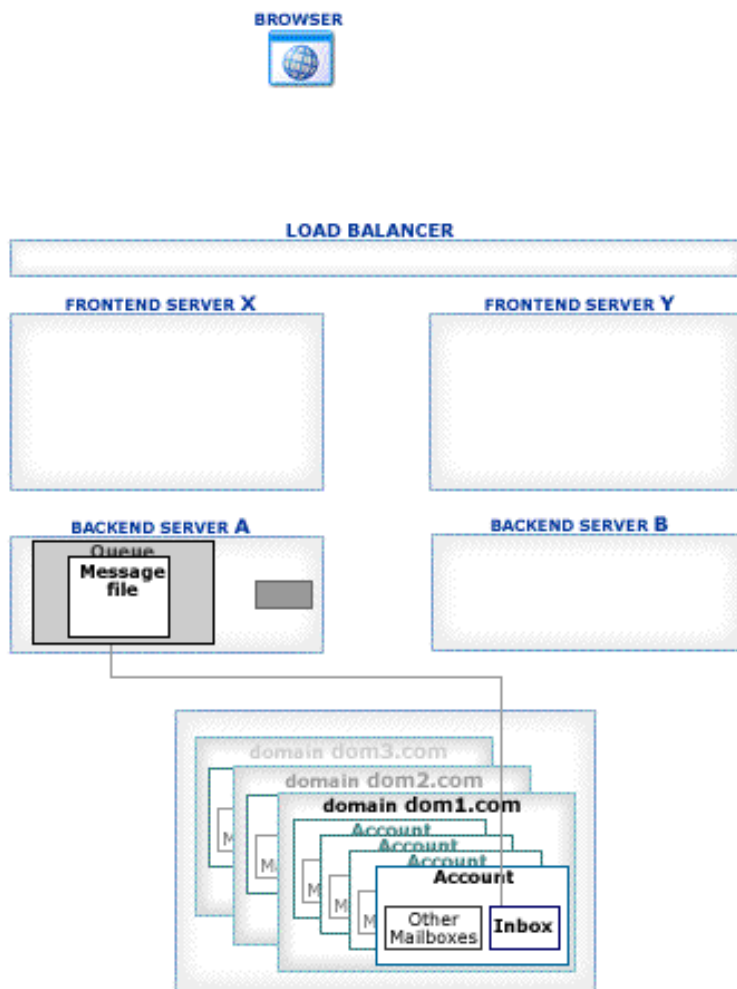 BROWSER
LOAD BALANCER
FRONTEND SERVER X
FRONTEND SERVER Y
BACKEND SERVER A
BACKEND SERVER B
Queue
Message
file
domain dom3.com
domain dom2.com
domain dom1.com
Account
Account
Account
Account
M
Ma
M
M
M
Other
Mailboxes
Inbox